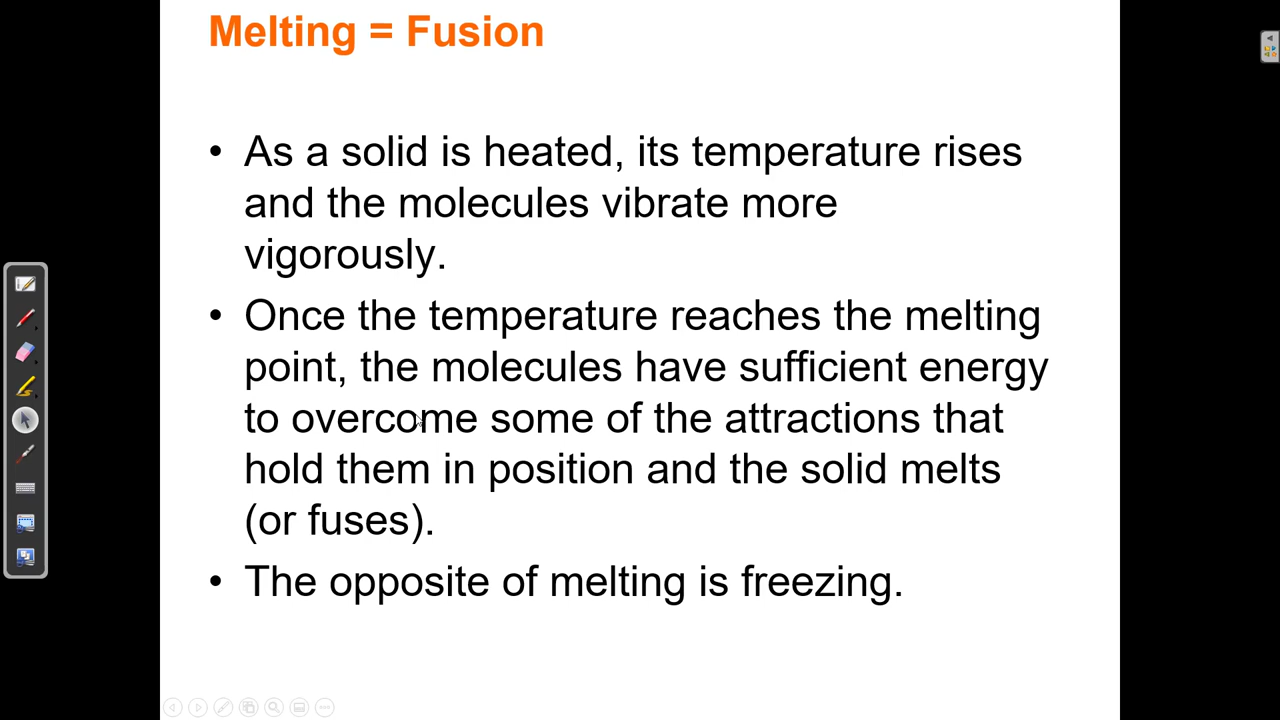 Melting = Fusion
• As a solid is heated, its temperature rises
and the molecules vibrate more
vigorously.
• Once the temperature reaches the melting
point, the molecules have sufficient energy
to overcome some of the attractions that
hold them in position and the solid melts
(or fuses).
• The opposite of melting is freezing.